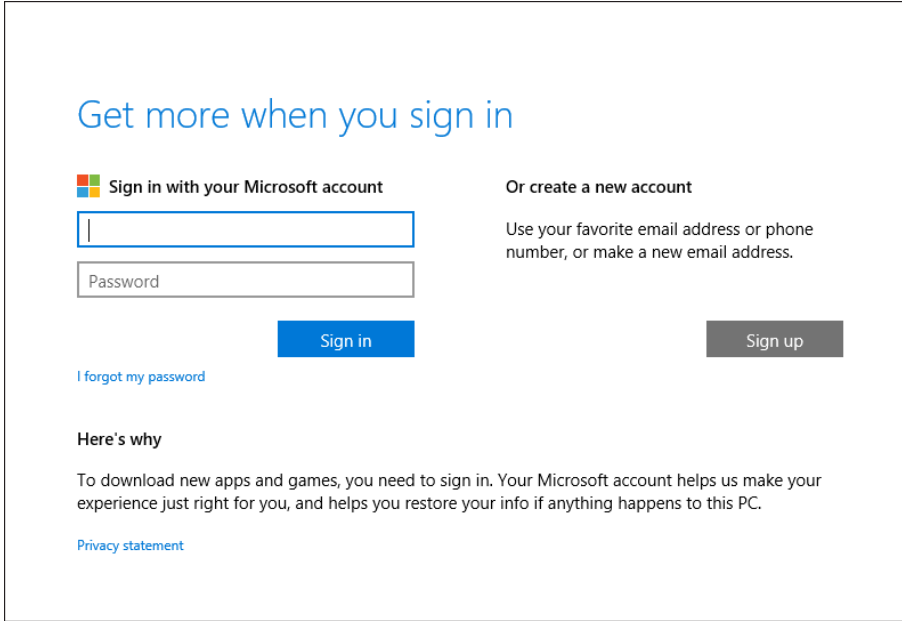 Get more when you sign in
Sign in with your Microsoft account
Password
Sign in
I forgot my password
Or create a new account
Use your favorite email address or phone
number, or make a new email address.
Sign up
Here's why
To download new apps and games, you need to sign in. Your Microsoft account helps us make your
experience just right for you, and helps you restore your info if anything happens to this PC.
Privacy statement